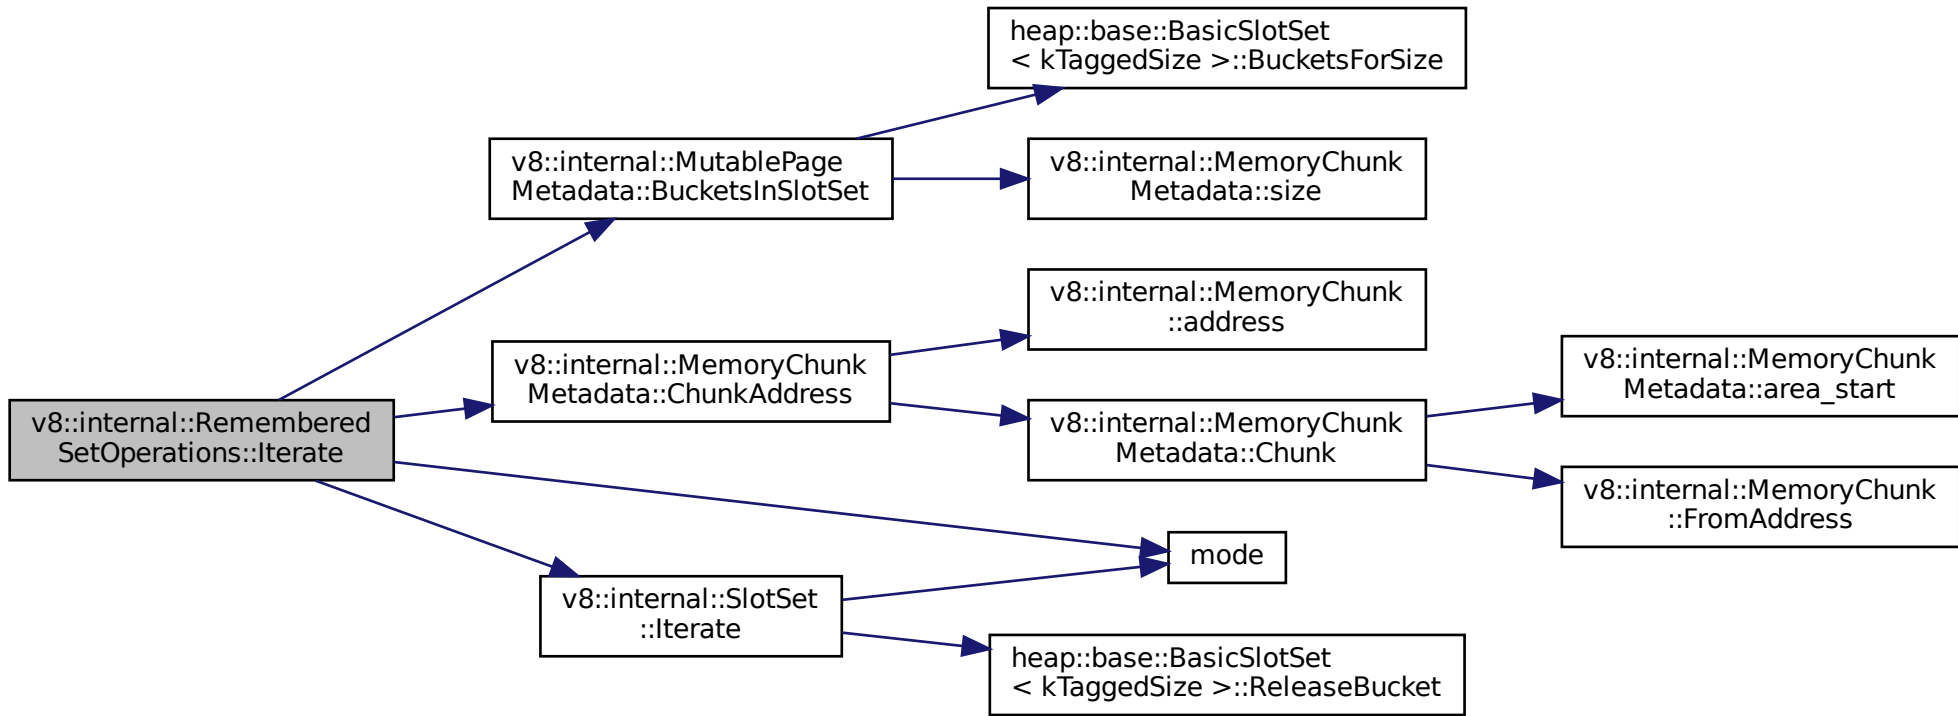 heap::base::BasicSlotSet
< kTaggedSize >::BucketsForSize
v8::internal::MutablePage
Metadata::BucketsInSlotSet
v8::internal::MemoryChunk
Metadata::size
v8::internal::MemoryChunk
::address
v8::internal::MemoryChunk
Metadata::ChunkAddress
v8::internal::MemoryChunk
Metadata::area_start
v8::internal::Remembered
SetOperations::Iterate
v8::internal::MemoryChunk
Metadata::Chunk
v8::internal::MemoryChunk
::FromAddress
mode
v8::internal::SlotSet
::Iterate
heap::base::BasicSlotSet
< kTaggedSize >::ReleaseBucket